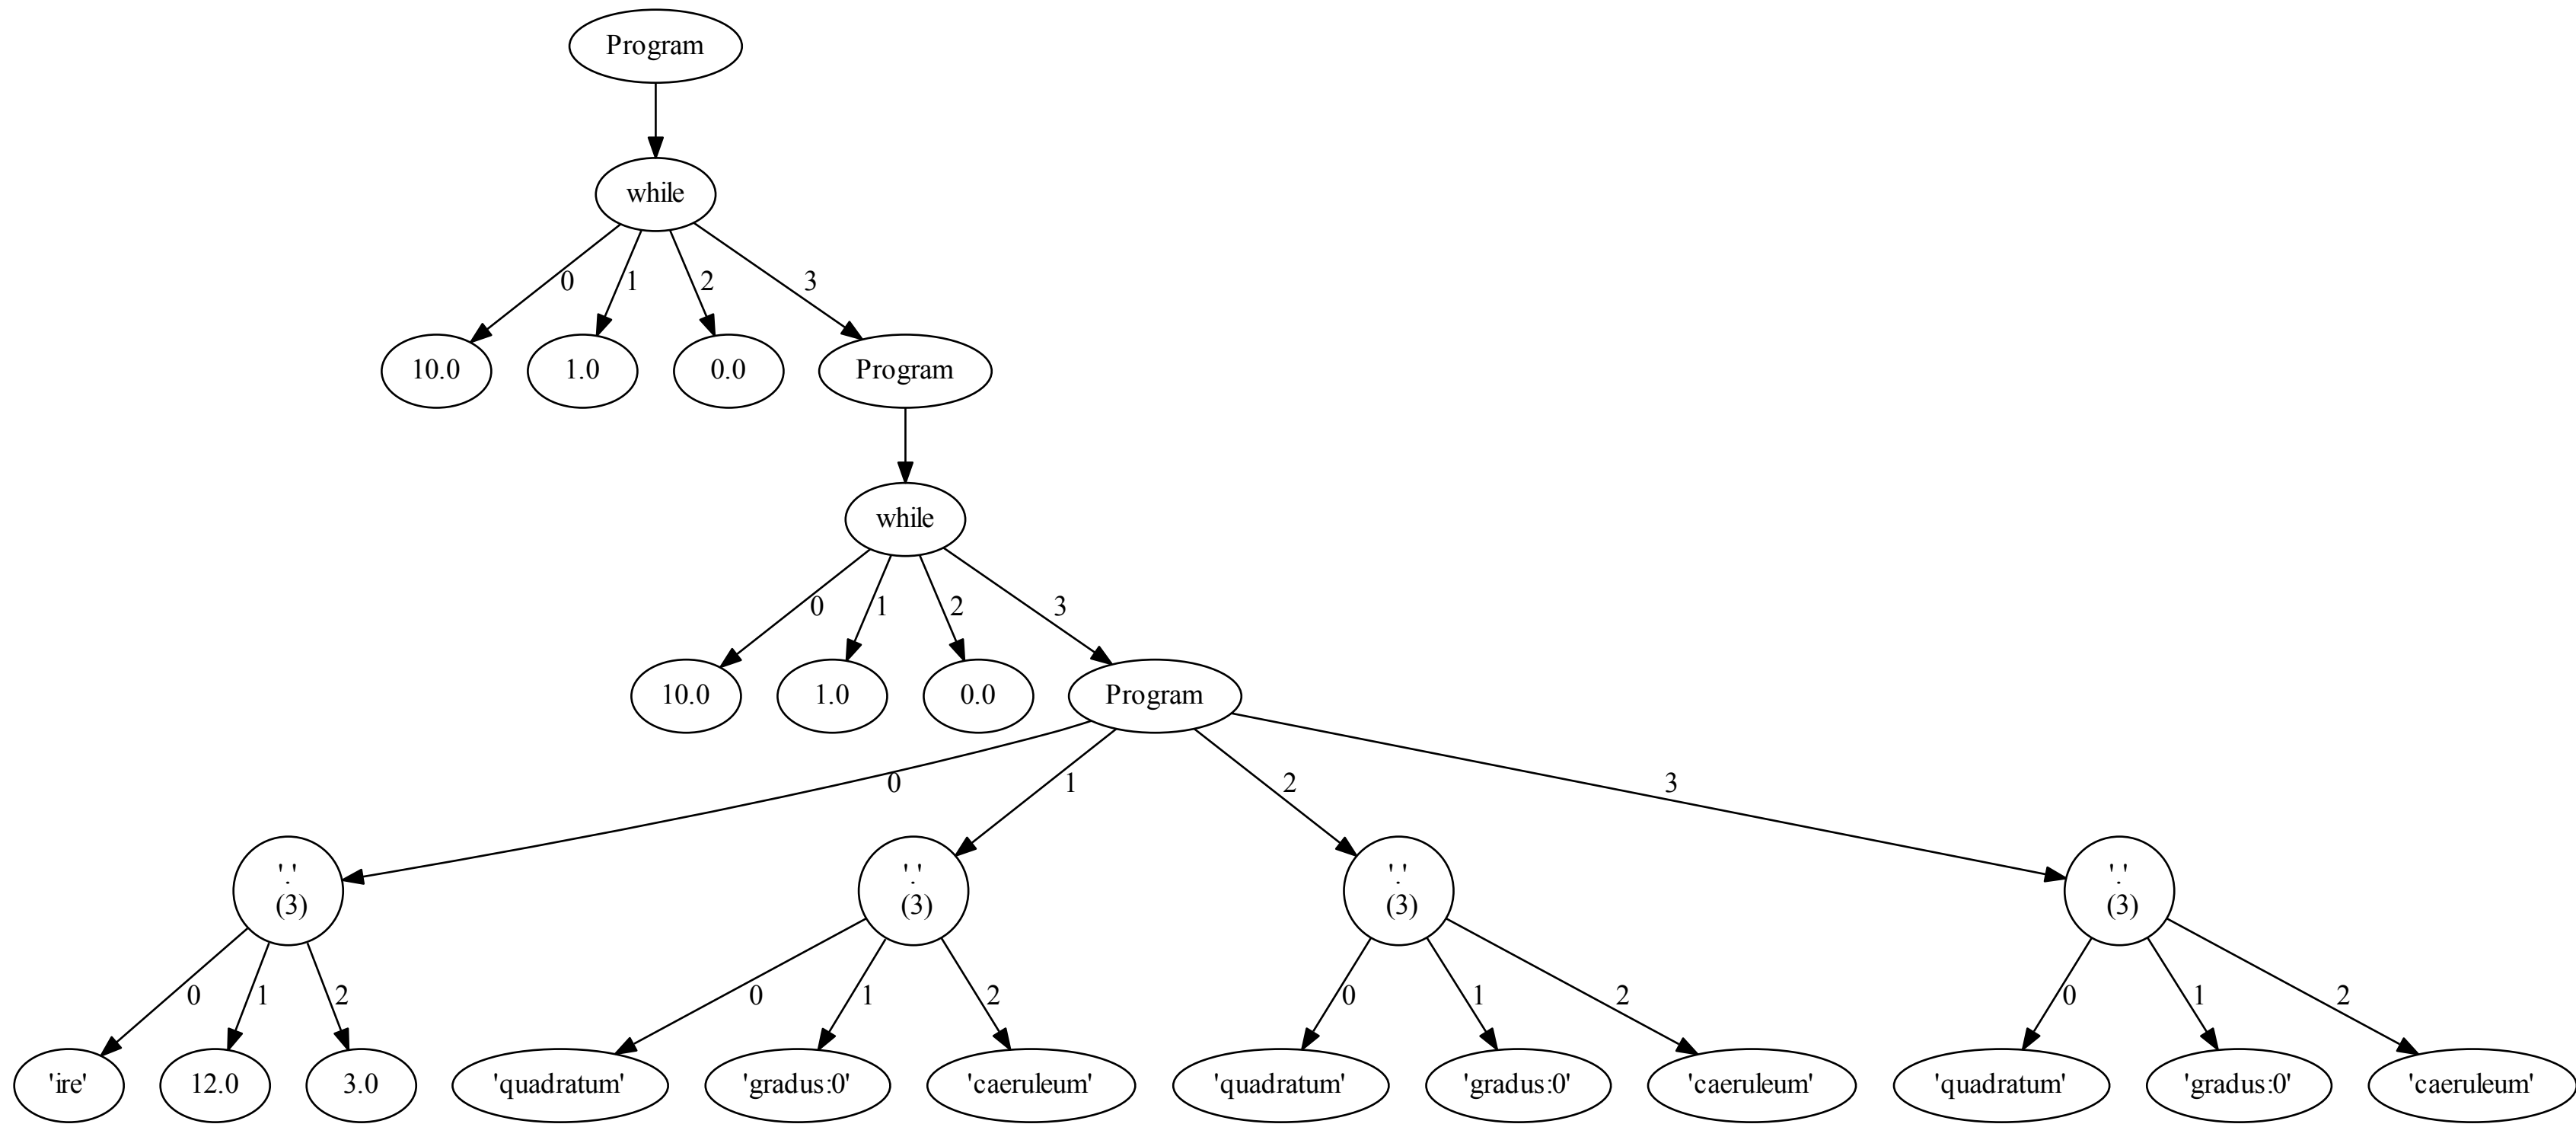 Program
while
0
1
2
3
10.0
1.0
0.0
Program
while
0
1
2
3
10.0
1.0
0.0
Program
0
1
2
3
'.'
(3)
'.'
(3)
'.'
(3)
'.'
(3)
0
1
2
0
1
2
0
1
2
0
1
2
'ire'
12.0
3.0
'quadratum'
'gradus:0'
'caeruleum'
'quadratum'
'gradus:0'
'caeruleum'
'quadratum'
'gradus:0'
'caeruleum'